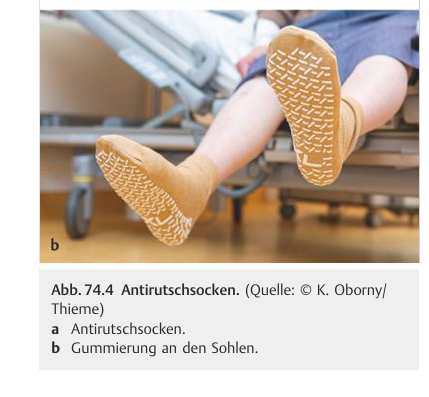 b
Abb. 74.4 Antirutschsocken. (Quelle: © K. Oborny/
Thieme)
a Antirutschsocken.
b Gummierung an den Sohlen.